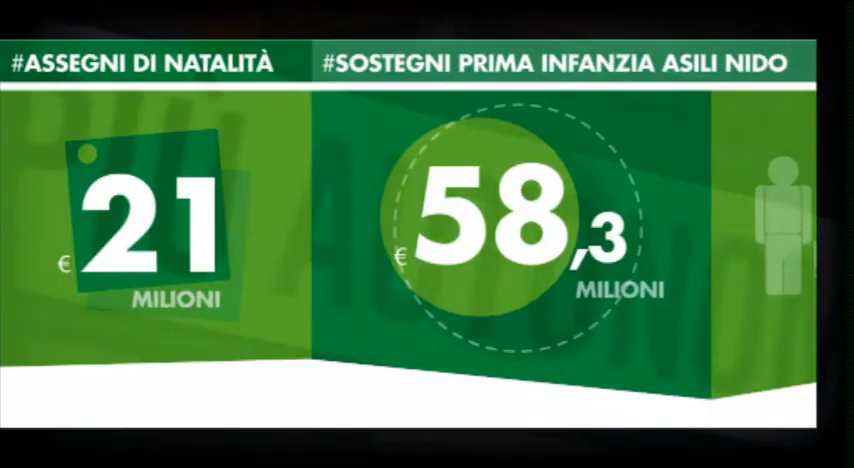 #ASSEGNI DI NATALITÀ
€ 21
MILIONI
#SOSTEGNI PRIMA INFANZIA ASILI NIDO
€ 58,3
MILIONI